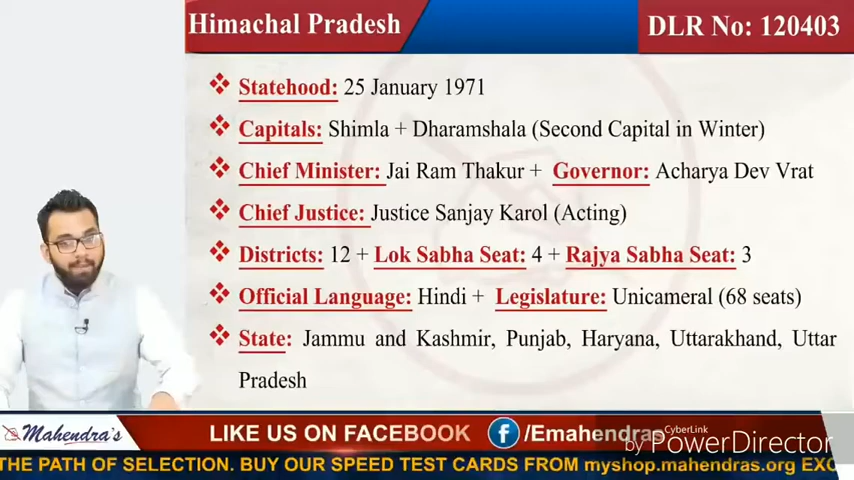 Himachal Pradesh
DLR No: 120403
❖ Statehood: 25 January 1971
❖ Capitals: Shimla + Dharamshala (Second Capital in Winter)
❖ Chief Minister: Jai Ram Thakur + Governor: Acharya Dev Vrat
❖ Chief Justice: Justice Sanjay Karol (Acting)
❖ Districts: 12 + Lok Sabha Seat: 4 + Rajya Sabha Seat: 3
❖ Official Language: Hindi + Legislature: Unicameral (68 seats)
❖ State: Jammu and Kashmir, Punjab, Haryana, Uttarakhand, Uttar
Pradesh
Mahendra's
LIKE US ON FACEBOOK f /Emahendras
by CyberLink PowerDirector
THE PATH OF SELECTION. BUY OUR SPEED TEST CARDS FROM myshop.mahendras.org EXC